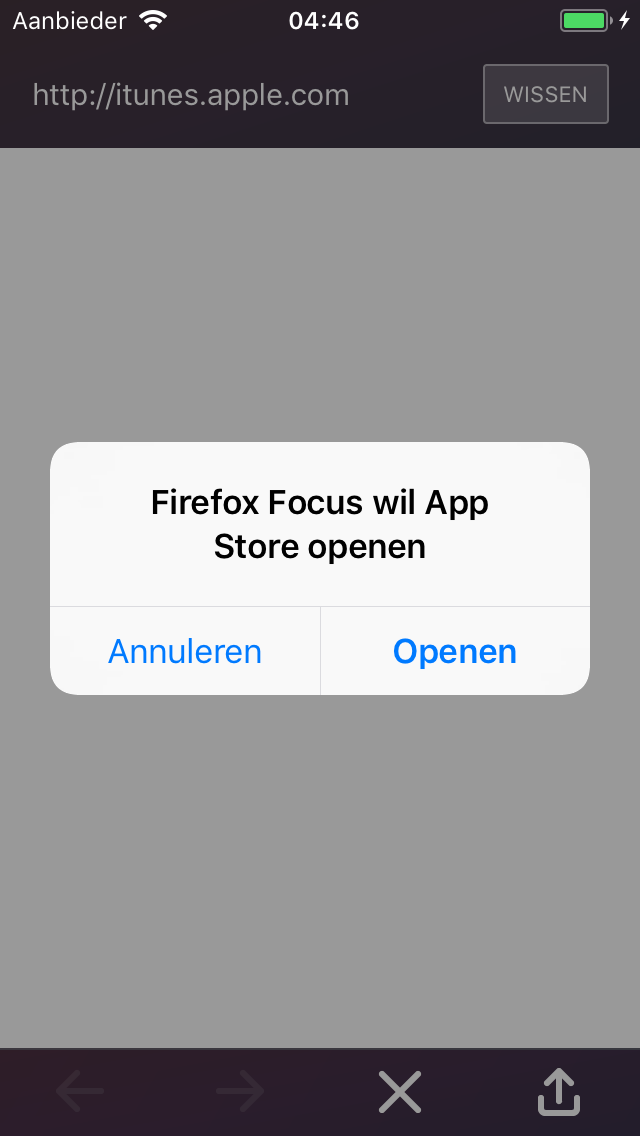 Aanbieder 04:46
http://itunes.apple.com WISSEN
Firefox Focus wil App
Store openen
Annuleren Openen